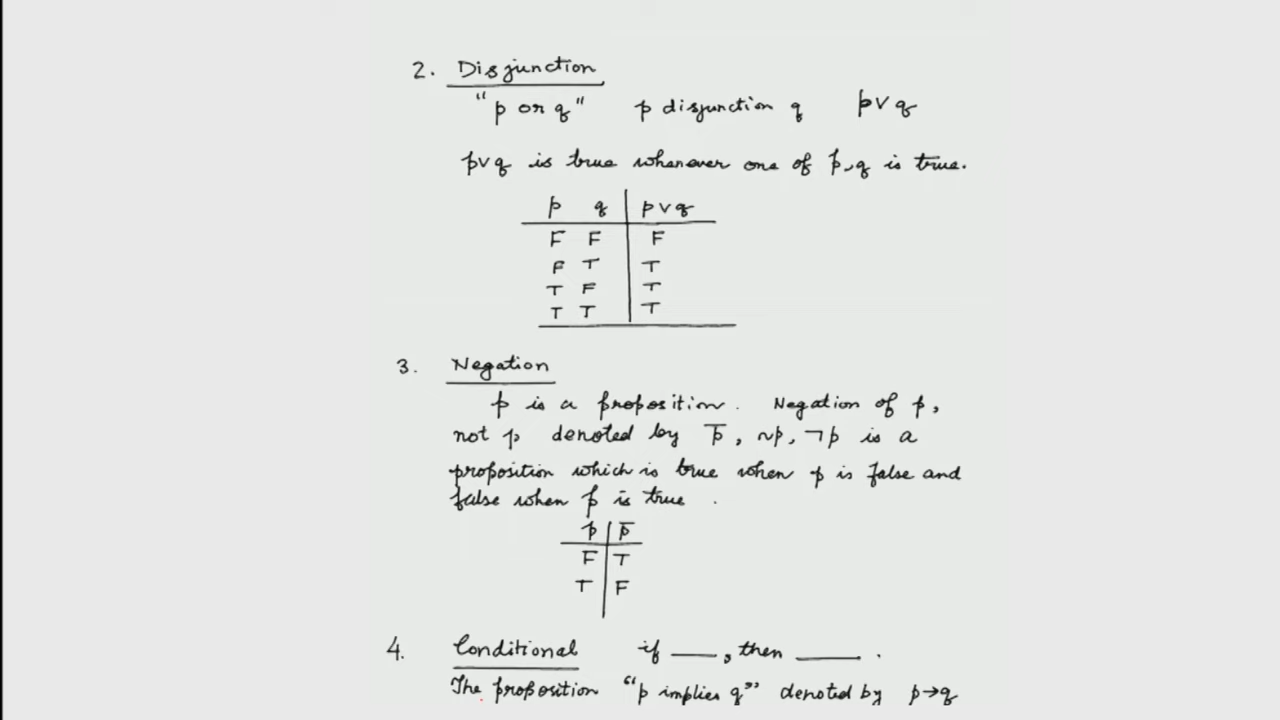 2. Disjunction
"p or q" p disjunction q p∨q
p∨q is true whenever one of p,q is true.
p q p∨q
F F F
F T T
T F T
T T T
3. Negation
p is a proposition. Negation of p,
not p denoted by p̅, ~p, ¬p is a
proposition which is true when p is false and
false when p is true .
p p̅
F T
T F
4. Conditional if ___, then ____ .
The proposition "p implies q" denoted by p→q